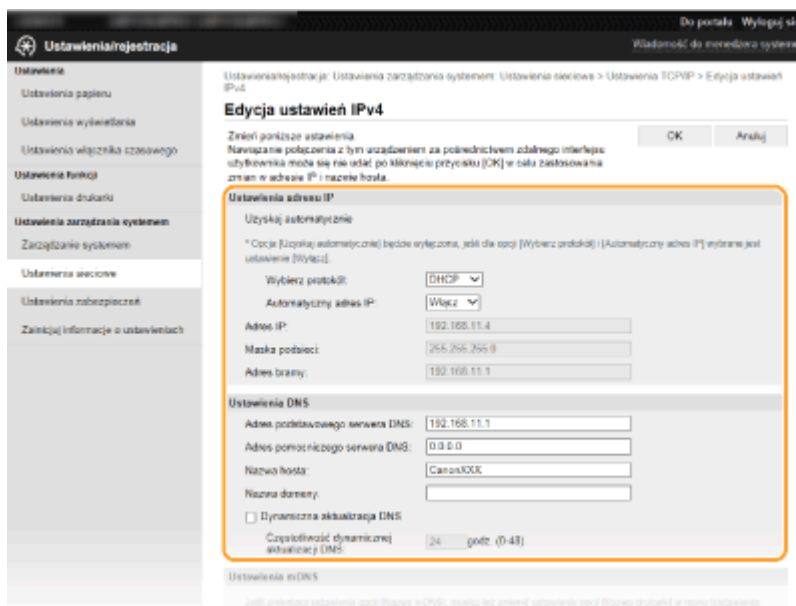 Do portalu Wyloguj si
Ustawienia/rejestracja
Wiadomość do menedżera systemu
Ustawienia
Ustawienia papieru
Ustawienia wyświetlania
Ustawienia włącznika czasowego
Ustawienia funkcji
Ustawienia drukarki
Ustawienia zarządzania systemem
Zarządzanie systemem
Ustawienia sieciowe
Ustawienia zabezpieczeń
Zainicjuj informacje o ustawieniach
Ustawienia/rejestracja: Ustawienia zarządzania systemem: Ustawienia sieciowe > Ustawienia TCP/IP > Edycja ustawień
IPv4
Edycja ustawień IPv4
Zmień poniższe ustawienia.
Nawiązanie połączenia z tym urządzeniem za pośrednictwem zdalnego interfejsu
użytkownika może się nie udać po kliknięciu przycisku [OK] w celu zastosowania
zmian w adresie IP i nazwie hosta.
OK Anuluj
Ustawienia adresu IP
Uzyskaj automatycznie
* Opcja [Uzyskaj automatycznie] będzie wyłączona, jeśli dla opcji [Wybierz protokół] i [Automatyczny adres IP] wybrane jest
ustawienie [Wyłącz].
Wybierz protokół: DHCP
Automatyczny adres IP: Włącz
Adres IP: 192.168.11.4
Maska podsieci: 255.255.255.0
Adres bramy: 192.168.11.1
Ustawienia DNS
Adres podstawowego serwera DNS: 192.168.11.1
Adres pomocniczego serwera DNS: 0.0.0.0
Nazwa hosta: CanonXXX
Nazwa domeny:
Dynamiczna aktualizacja DNS
Częstotliwość dynamicznej
aktualizacji DNS: 24 godz. (0-48)
Ustawienia mDNS